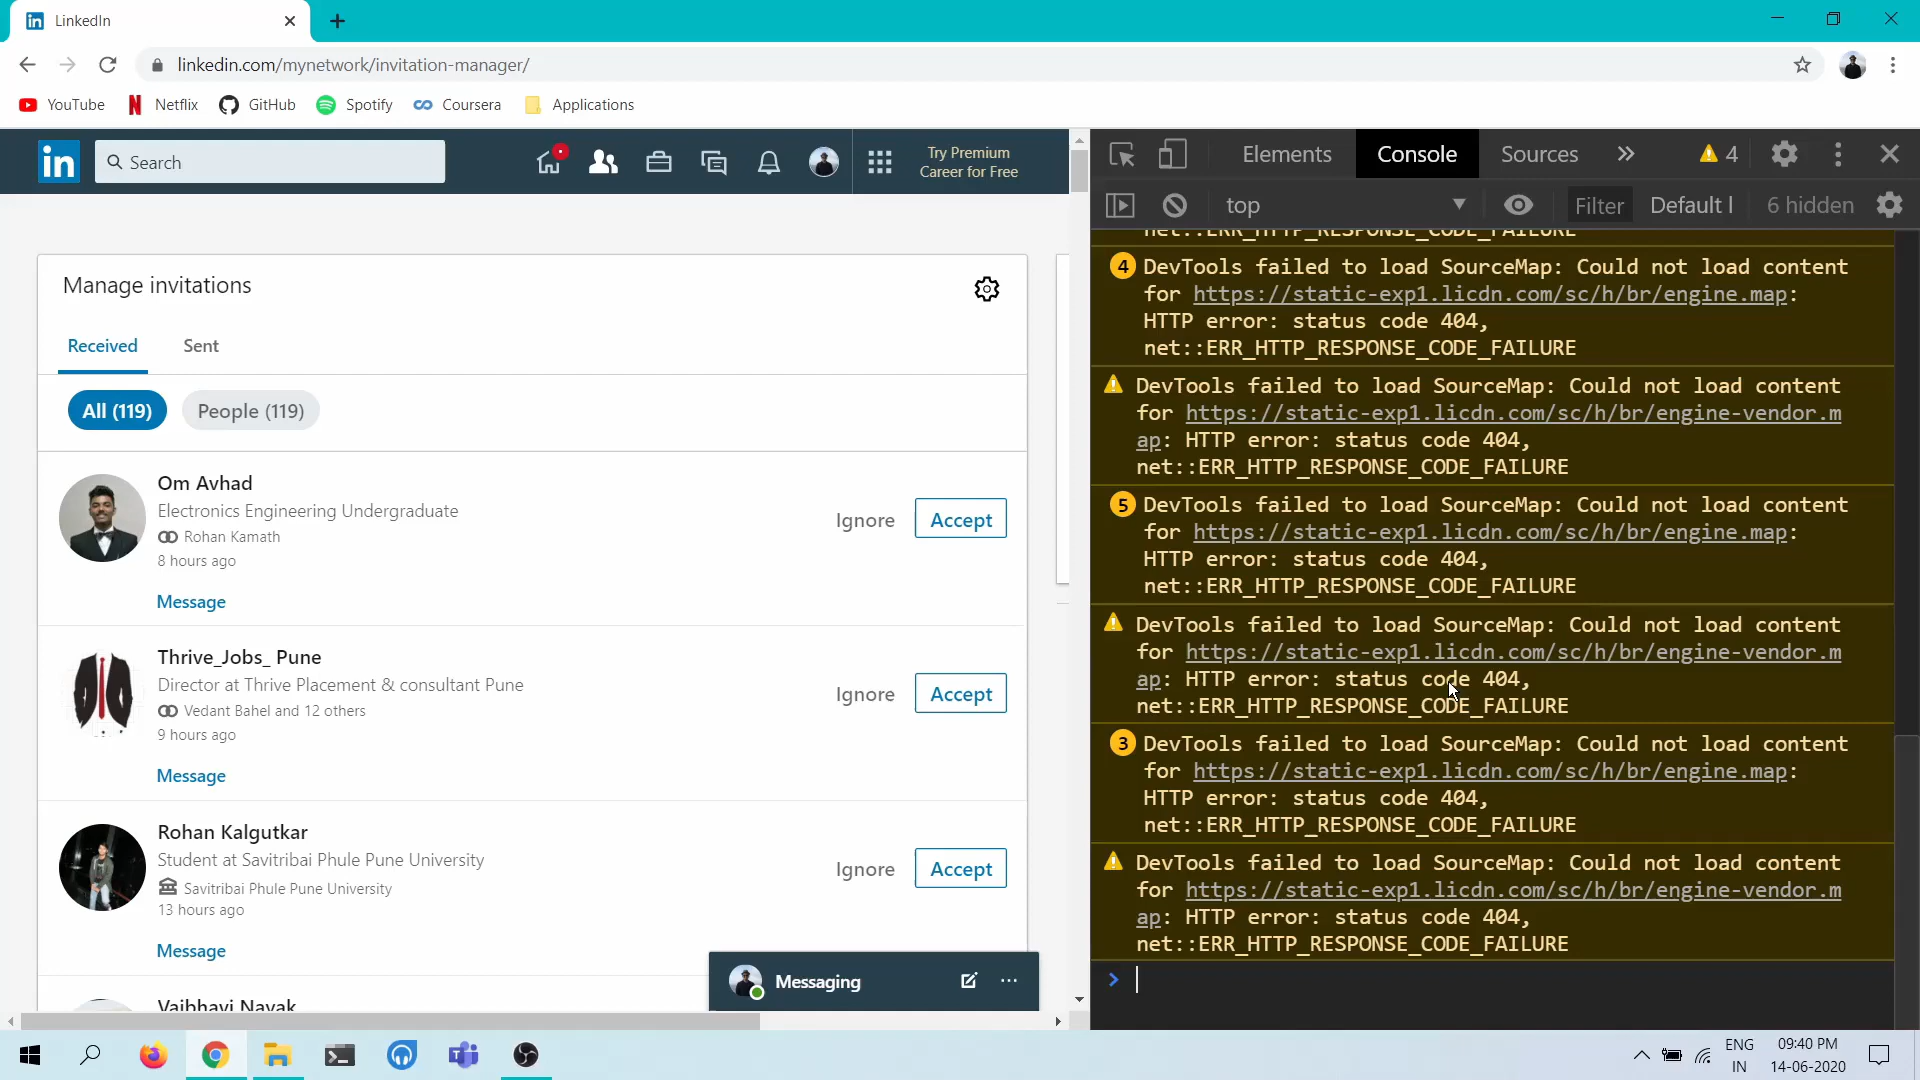 LinkedIn
linkedin.com/mynetwork/invitation-manager/
YouTube
Netflix
GitHub
Spotify
Coursera
Applications
in
Search
Try Premium
Career for Free
Manage invitations
Received
Sent
All (119)
People (119)
Om Avhad
Electronics Engineering Undergraduate
Rohan Kamath
8 hours ago
Ignore
Accept
Message
Thrive_Jobs_ Pune
Director at Thrive Placement & consultant Pune
Vedant Bahel and 12 others
9 hours ago
Ignore
Accept
Message
Rohan Kalgutkar
Student at Savitribai Phule Pune University
Savitribai Phule Pune University
13 hours ago
Ignore
Accept
Message
Vaibhavi Nayak
Messaging
Elements
Console
Sources
4
top
Filter
Default l
6 hidden
net::ERR_HTTP_RESPONSE_CODE_FAILURE
4 DevTools failed to load SourceMap: Could not load content
for https://static-exp1.licdn.com/sc/h/br/engine.map:
HTTP error: status code 404,
net::ERR_HTTP_RESPONSE_CODE_FAILURE
DevTools failed to load SourceMap: Could not load content
for https://static-exp1.licdn.com/sc/h/br/engine-vendor.m
ap: HTTP error: status code 404,
net::ERR_HTTP_RESPONSE_CODE_FAILURE
5 DevTools failed to load SourceMap: Could not load content
for https://static-exp1.licdn.com/sc/h/br/engine.map:
HTTP error: status code 404,
net::ERR_HTTP_RESPONSE_CODE_FAILURE
DevTools failed to load SourceMap: Could not load content
for https://static-exp1.licdn.com/sc/h/br/engine-vendor.m
ap: HTTP error: status code 404,
net::ERR_HTTP_RESPONSE_CODE_FAILURE
3 DevTools failed to load SourceMap: Could not load content
for https://static-exp1.licdn.com/sc/h/br/engine.map:
HTTP error: status code 404,
net::ERR_HTTP_RESPONSE_CODE_FAILURE
DevTools failed to load SourceMap: Could not load content
for https://static-exp1.licdn.com/sc/h/br/engine-vendor.m
ap: HTTP error: status code 404,
net::ERR_HTTP_RESPONSE_CODE_FAILURE
ENG
IN
09:40 PM
14-06-2020